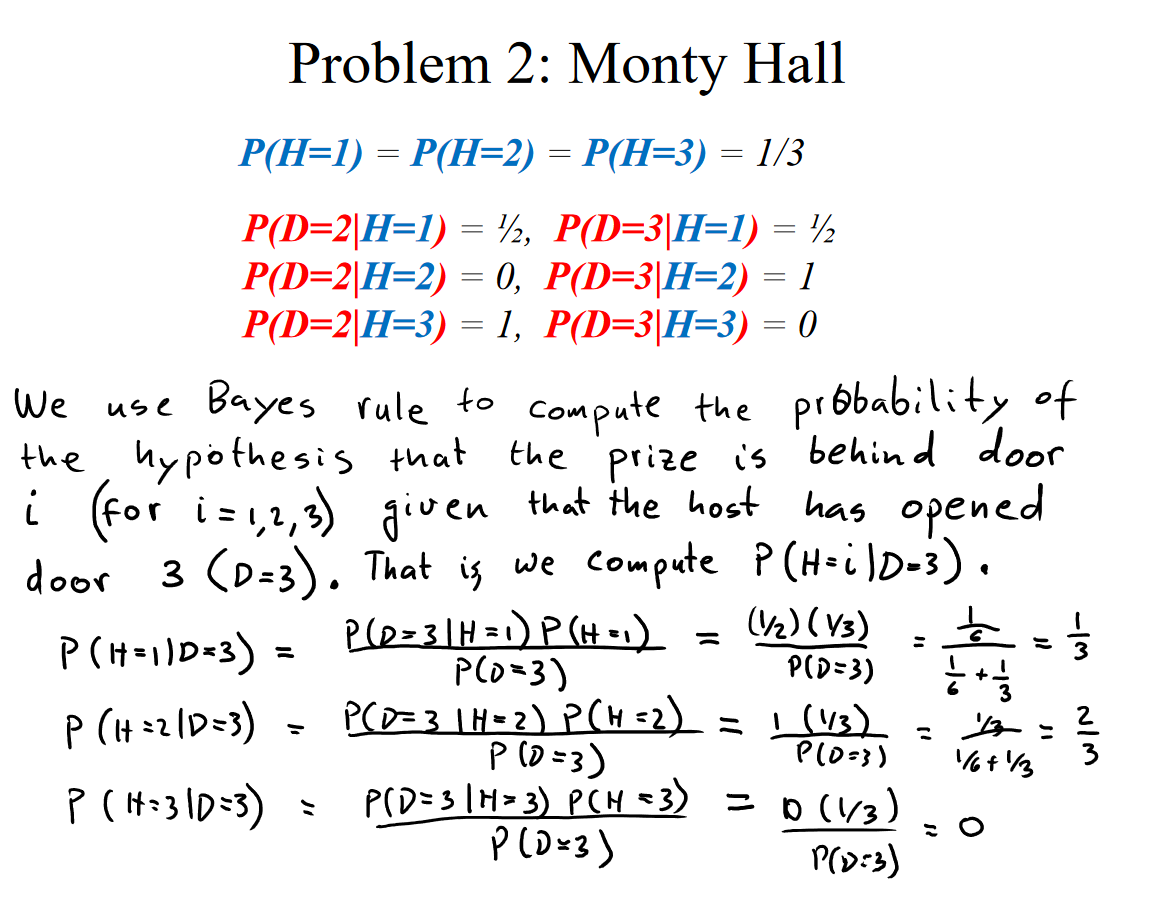 Problem 2: Monty Hall
P(H=1) = P(H=2) = P(H=3) = 1/3
P(D=2|H=1) = ½, P(D=3|H=1) = ½
P(D=2|H=2) = 0, P(D=3|H=2) = 1
P(D=2|H=3) = 1, P(D=3|H=3) = 0
We use Bayes rule to compute the probability of
the hypothesis that the prize is behind door
i (for i=1,2,3) given that the host has opened
door 3 (D=3). That is we compute P(H=i|D=3).
P(H=1|D=3) = P(D=3|H=1) P(H=1) / P(D=3) = (1/2)(1/3) / P(D=3) = 1/6 / 1/6 + 1/3 = 1/3
P(H=2|D=3) = P(D=3|H=2) P(H=2) / P(D=3) = 1 (1/3) / P(D=3) = 1/3 / 1/6 + 1/3 = 2/3
P(H=3|D=3) = P(D=3|H=3) P(H=3) / P(D=3) = 0 (1/3) / P(D=3) = 0